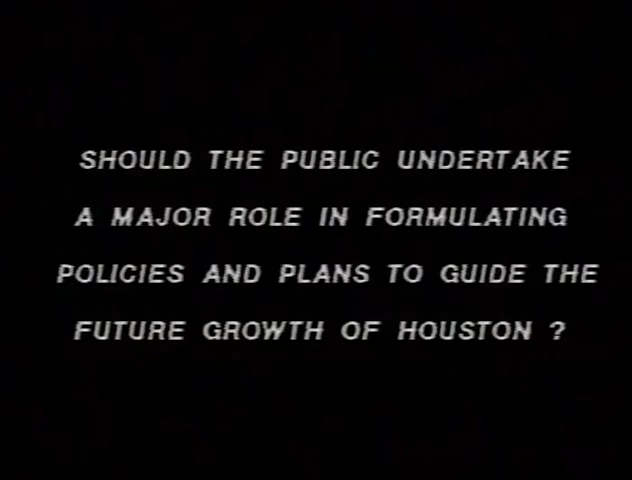 SHOULD THE PUBLIC UNDERTAKE
A MAJOR ROLE IN FORMULATING
POLICIES AND PLANS TO GUIDE THE
FUTURE GROWTH OF HOUSTON ?